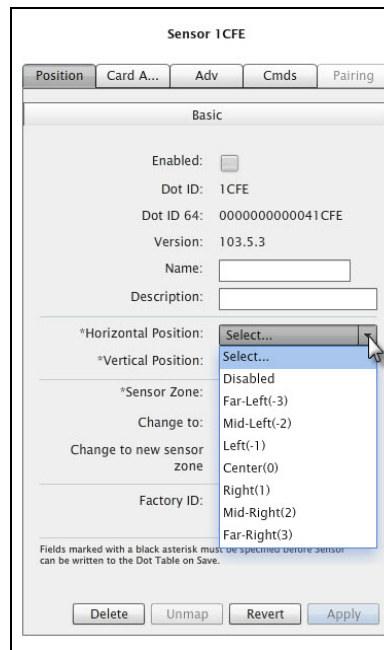 Sensor 1CFE
Position
Card A...
Adv
Cmds
Pairing
Basic
Enabled:
Dot ID: 1CFE
Dot ID 64: 0000000000041CFE
Version: 103.5.3
Name:
Description:
*Horizontal Position: Select...
*Vertical Position: Select...
Disabled
*Sensor Zone: Far-Left(-3)
Change to: Mid-Left(-2)
Left(-1)
Change to new sensor
zone
Center(0)
Right(1)
Factory ID: Mid-Right(2)
Far-Right(3)
Fields marked with a black asterisk must be specified before Sensor
can be written to the Dot Table on Save.
Delete
Unmap
Revert
Apply